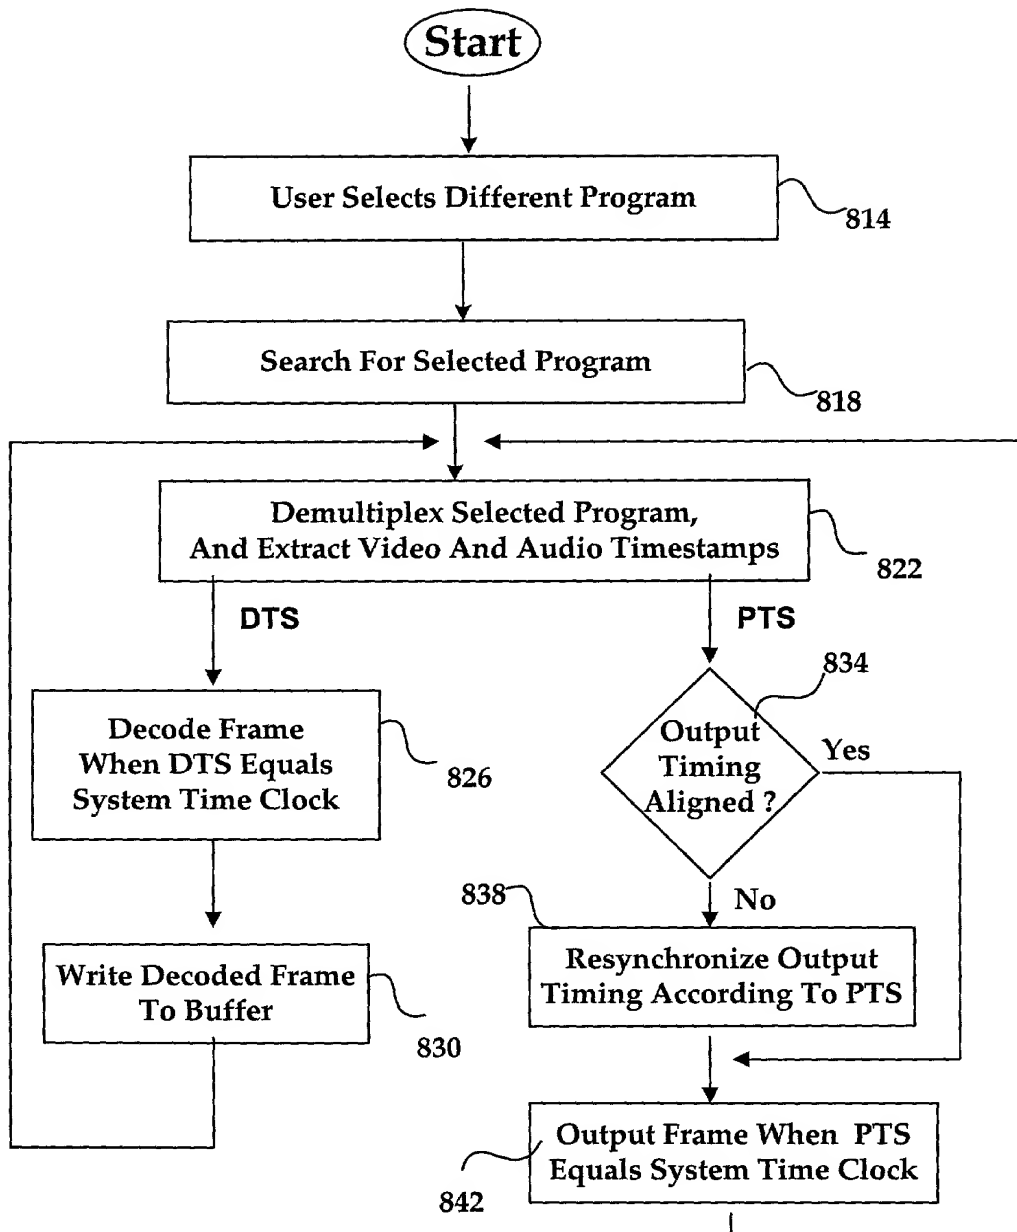 Start
User Selects Different Program
814
Search For Selected Program
818
Demultiplex Selected Program,
And Extract Video And Audio Timestamps
822
DTS
PTS
834
Decode Frame
When DTS Equals
System Time Clock
826
Output
Timing
Aligned ?
Yes
838
No
Write Decoded Frame
To Buffer
830
Resynchronize Output
Timing According To PTS
Output Frame When PTS
Equals System Time Clock
842